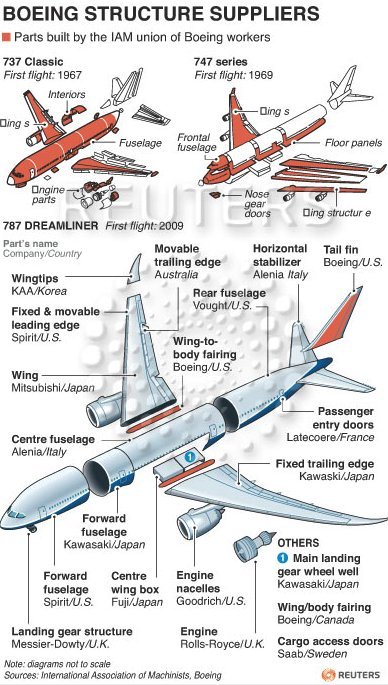 BOEING STRUCTURE SUPPLIERS
Parts built by the IAM union of Boeing workers
737 Classic
First flight: 1967
Interiors
ing s
Fuselage
ngine
parts
747 series
First flight: 1969
ing s
Frontal
fuselage
Floor panels
Nose
gear
doors
ing structur e
REUTERS
787 DREAMLINER First flight: 2009
Part's name
Company/Country
Movable
trailing edge
Australia
Horizontal
stabilizer
Alenia Italy
Tail fin
Boeing/U.S.
Wingtips
KAA/Korea
Rear fuselage
Vought/U.S.
Fixed & movable
leading edge
Spirit/U.S.
Wing-to-
body fairing
Boeing/U.S.
Wing
Mitsubishi/Japan
Passenger
entry doors
Latecoere/France
Centre fuselage
Alenia/Italy
1
Fixed trailing edge
Kawaski/Japan
Forward
fuselage
Kawasaki/Japan
OTHERS
1 Main landing
gear wheel well
Kawasaki/Japan
Forward
fuselage
Spirit/U.S.
Centre
wing box
Fuji/Japan
Engine
nacelles
Goodrich/U.S.
Wing/body fairing
Boeing/Canada
Landing gear structure
Messier-Dowty/U.K.
Engine
Rolls-Royce/U.K.
Cargo access doors
Saab/Sweden
Note: diagrams not to scale
Sources: International Association of Machinists, Boeing
REUTERS